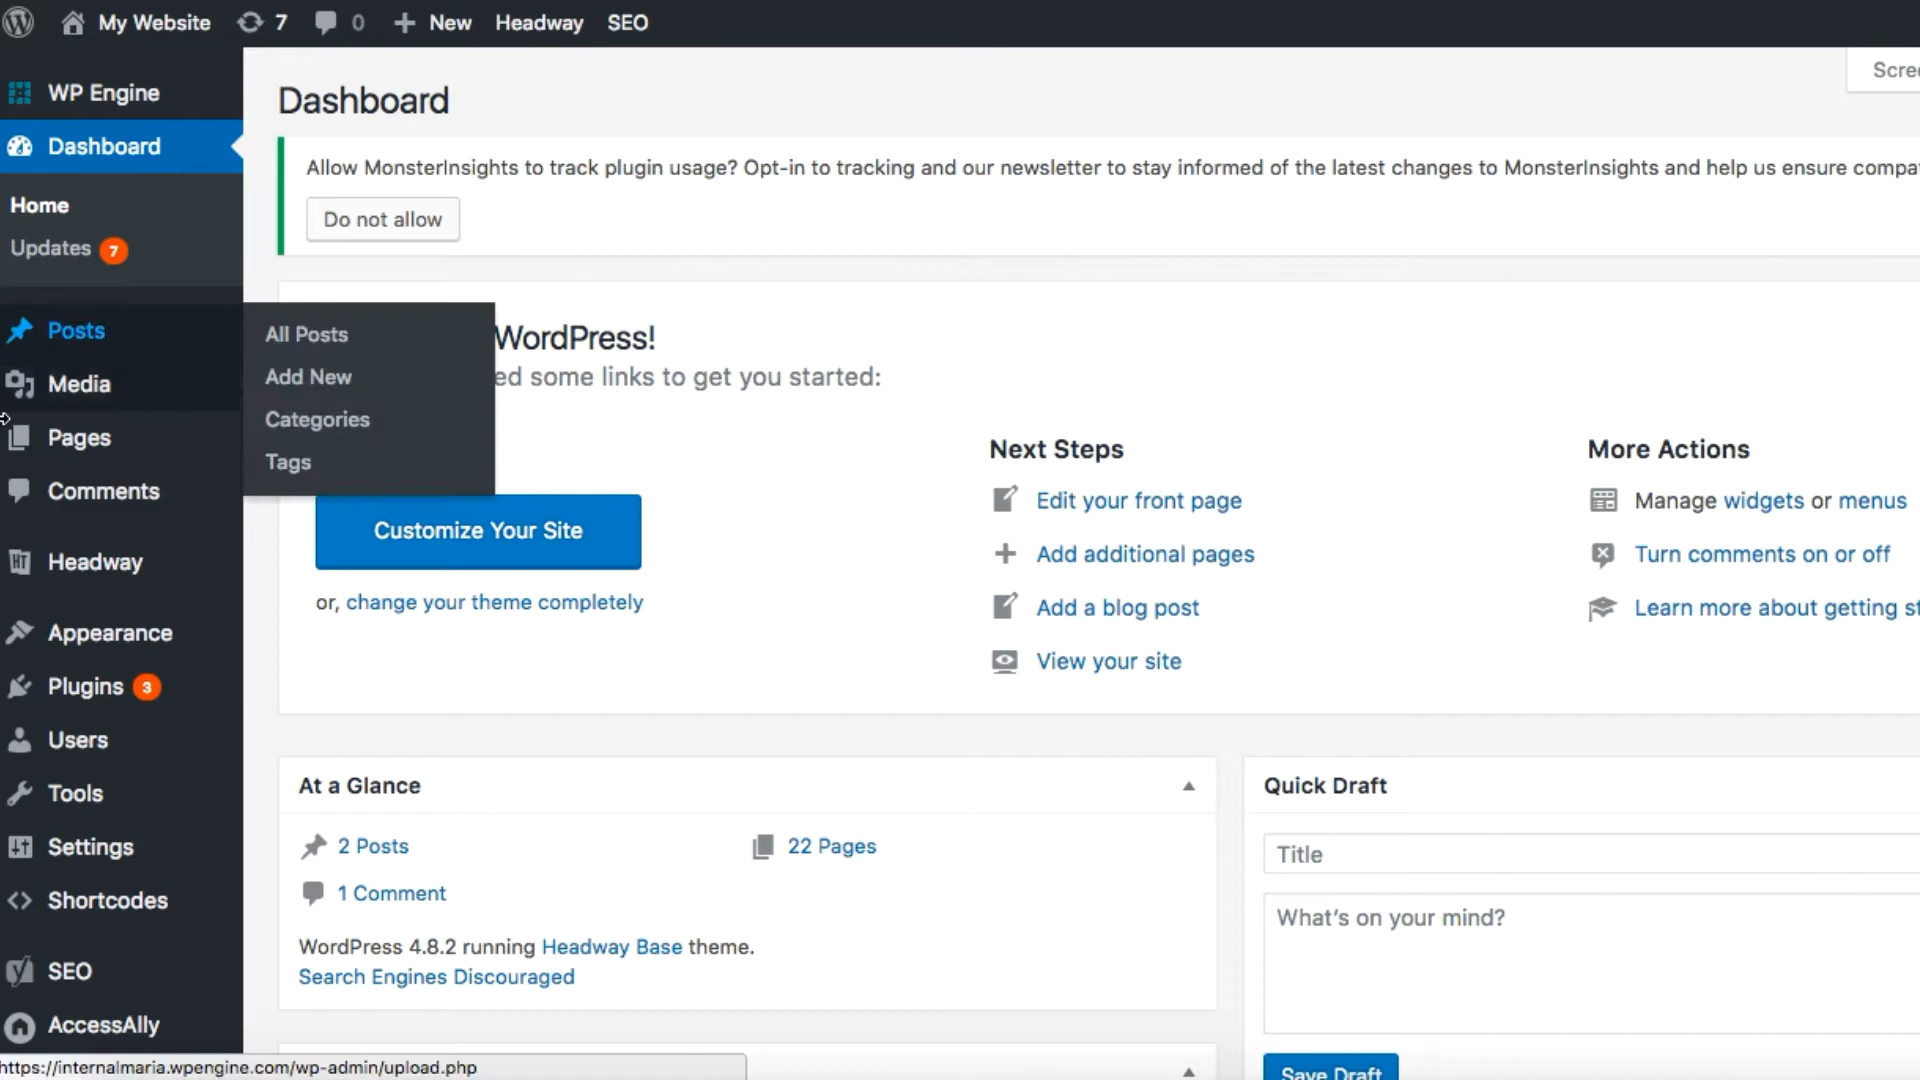 My Website 7 0 New Headway SEO
Scre
WP Engine
Dashboard
Home
Updates 7
Posts
Media
Pages
Comments
Headway
Appearance
Plugins 3
Users
Tools
Settings
Shortcodes
SEO
AccessAlly
All Posts
Add New
Categories
Tags
Dashboard
Allow MonsterInsights to track plugin usage? Opt-in to tracking and our newsletter to stay informed of the latest changes to MonsterInsights and help us ensure compa
Do not allow
WordPress!
ed some links to get you started:
Customize Your Site
or, change your theme completely
Next Steps
Edit your front page
Add additional pages
Add a blog post
View your site
More Actions
Manage widgets or menus
Turn comments on or off
Learn more about getting st
At a Glance
2 Posts
22 Pages
1 Comment
WordPress 4.8.2 running Headway Base theme.
Search Engines Discouraged
Quick Draft
Title
What's on your mind?
Save Draft
https://internalmaria.wpengine.com/wp-admin/upload.php